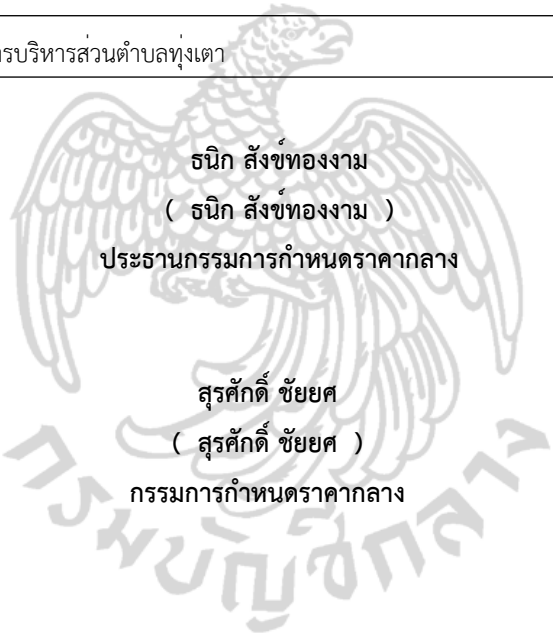 รบริหารส่วนตำบลทุ่งเตา
ธนิก สังข์ทองงาม
( ธนิก สังข์ทองงาม )
ประธานกรรมการกำหนดราคากลาง
สุรศักดิ์ ชัยยศ
( สุรศักดิ์ ชัยยศ )
กรรมการกำหนดราคากลาง
กรมบัญชีกลาง